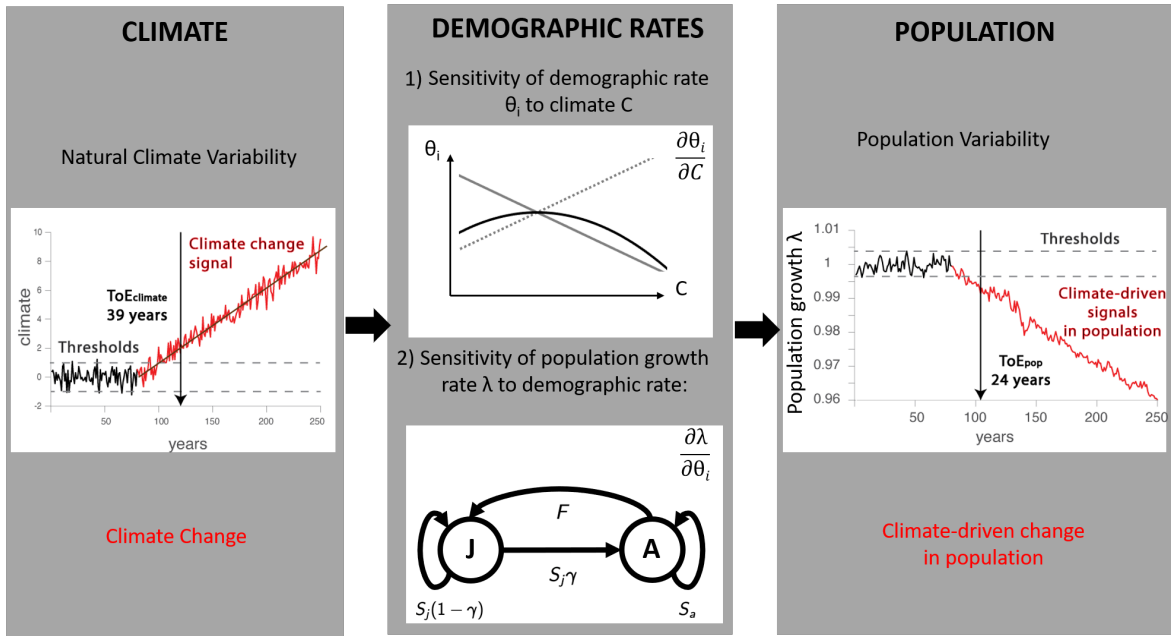 CLIMATE
Natural Climate Variability
10
8
6
4
2
0
-2
climate
Climate change
signal
ToEclimate
39 years
Thresholds
50
100
150
200
250
years
Climate Change
DEMOGRAPHIC RATES
1) Sensitivity of demographic rate
θi to climate C
θi
∂θi
∂C
C
2) Sensitivity of population growth
rate λ to demographic rate:
∂λ
∂θi
F
J
A
Sjγ
Sj(1 − γ)
Sa
POPULATION
Population Variability
Population growth λ
1.01
1
0.99
0.98
0.97
0.96
Thresholds
Climate-driven
signals
in population
ToEpop
24 years
50
100
150
200
250
years
Climate-driven change
in population